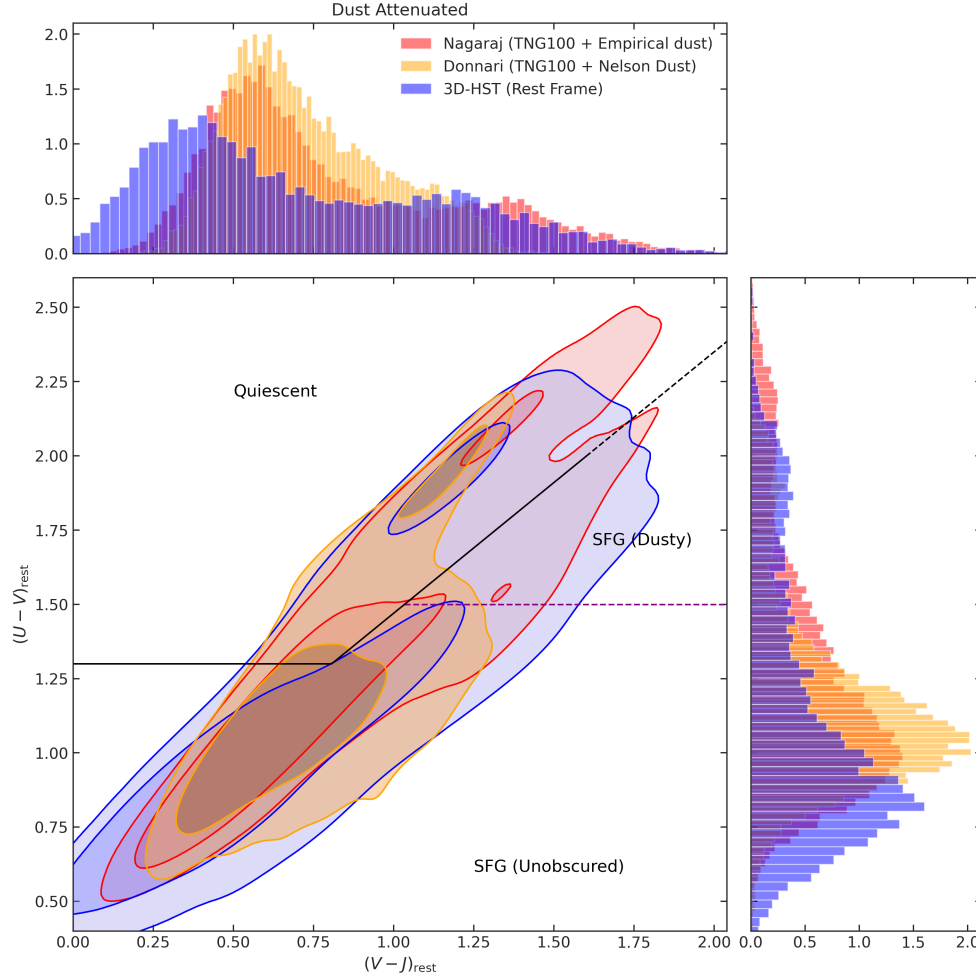 Dust Attenuated
Nagaraj (TNG100 + Empirical dust)
Donnari (TNG100 + Nelson Dust)
3D-HST (Rest Frame)
2.0
1.5
1.0
0.5
0.0
2.50
2.25
2.00
1.75
1.50
1.25
1.00
0.75
0.50
(U − V)rest
Quiescent
SFG (Dusty)
SFG (Unobscured)
0.00 0.25 0.50 0.75 1.00 1.25 1.50 1.75 2.00
(V − J)rest
0.0 0.5 1.0 1.5 2.0